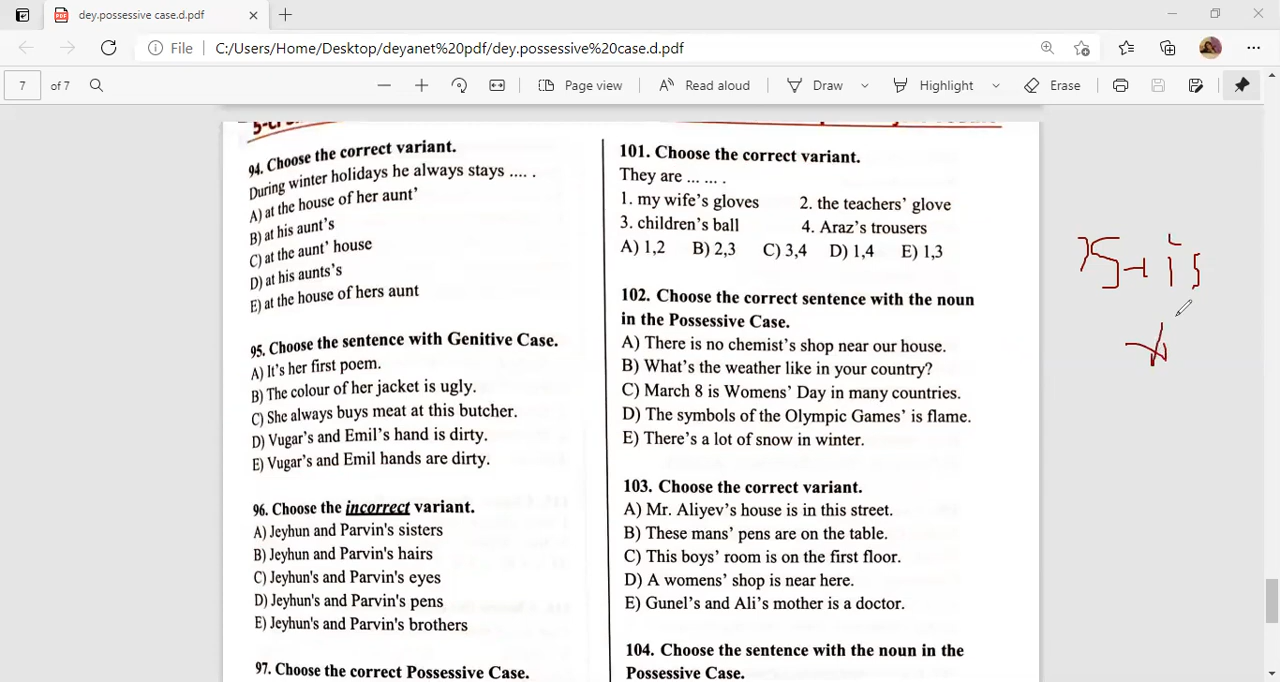 dey.possessive case.d.pdf
File
C:/Users/Home/Desktop/deyanet%20pdf/dey.possessive%20case.d.pdf
7
of 7
Page view
Read aloud
Draw
Highlight
Erase
94. Choose the correct variant.
During winter holidays he always stays .... .
A) at the house of her aunt'
B) at his aunt's
C) at the aunt' house
D) at his aunts's
E) at the house of hers aunt
95. Choose the sentence with Genitive Case.
A) It's her first poem.
B) The colour of her jacket is ugly.
C) She always buys meat at this butcher.
D) Vugar's and Emil's hand is dirty.
E) Vugar's and Emil hands are dirty.
96. Choose the incorrect variant.
A) Jeyhun and Parvin's sisters
B) Jeyhun and Parvin's hairs
C) Jeyhun's and Parvin's eyes
D) Jeyhun's and Parvin's pens
E) Jeyhun's and Parvin's brothers
97. Choose the correct Possessive Case.
101. Choose the correct variant.
They are ... ... .
1. my wife's gloves 2. the teachers' glove
3. children's ball 4. Araz's trousers
A) 1,2 B) 2,3 C) 3,4 D) 1,4 E) 1,3
102. Choose the correct sentence with the noun
in the Possessive Case.
A) There is no chemist's shop near our house.
B) What's the weather like in your country?
C) March 8 is Womens' Day in many countries.
D) The symbols of the Olympic Games' is flame.
E) There's a lot of snow in winter.
103. Choose the correct variant.
A) Mr. Aliyev's house is in this street.
B) These mans' pens are on the table.
C) This boys' room is on the first floor.
D) A womens' shop is near here.
E) Gunel's and Ali's mother is a doctor.
104. Choose the sentence with the noun in the
Possessive Case.